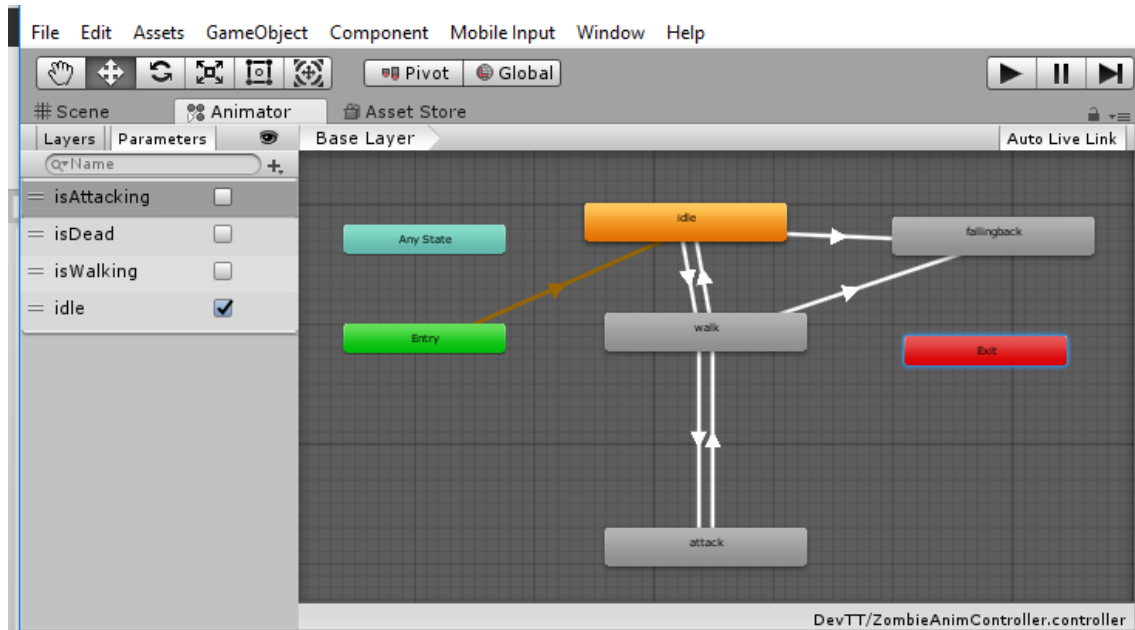 File Edit Assets GameObject Component Mobile Input Window Help
Pivot Global
Scene Animator Asset Store
Layers Parameters Base Layer Auto Live Link
Name
isAttacking
isDead
isWalking
idle
idle
Any State
fallingback
walk
Entry
Exit
attack
DevTT/ZombieAnimController.controller